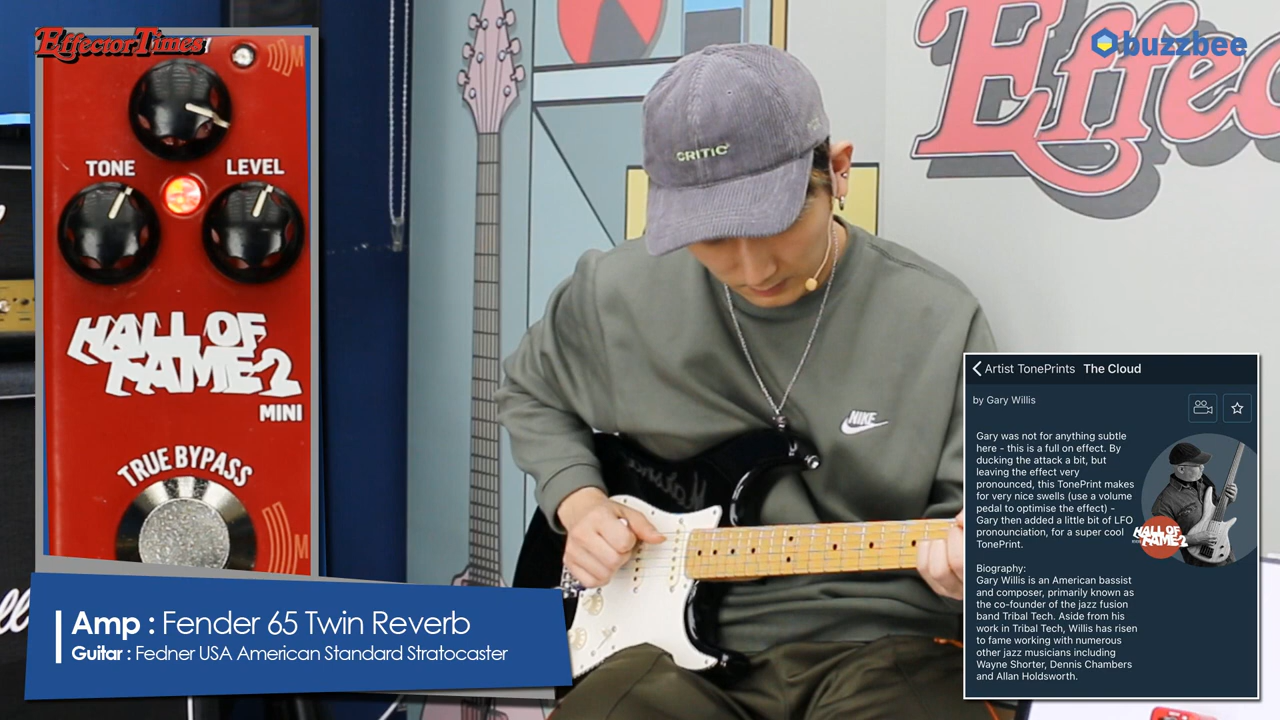 EffectorTimes
buzzbee
Effec
CRITIC
TONE
LEVEL
HALL OF
FAME 2
MINI
TRUE BYPASS
NIKE
Artist TonePrints The Cloud
by Gary Willis
Gary was not for anything subtle
here - this is a full on effect. By
ducking the attack a bit, but
leaving the effect very
pronounced, this TonePrint makes
for very nice swells (use a volume
pedal to optimise the effect) -
Gary then added a little bit of LFO
pronounciation, for a super cool
TonePrint.
HALL OF
FAME 2
Biography:
Gary Willis is an American bassist
and composer, primarily known as
the co-founder of the jazz fusion
band Tribal Tech. Aside from his
work in Tribal Tech, Willis has risen
to fame working with numerous
other jazz musicians including
Wayne Shorter, Dennis Chambers
and Allan Holdsworth.
Amp : Fender 65 Twin Reverb
Guitar : Fedner USA American Standard Stratocaster